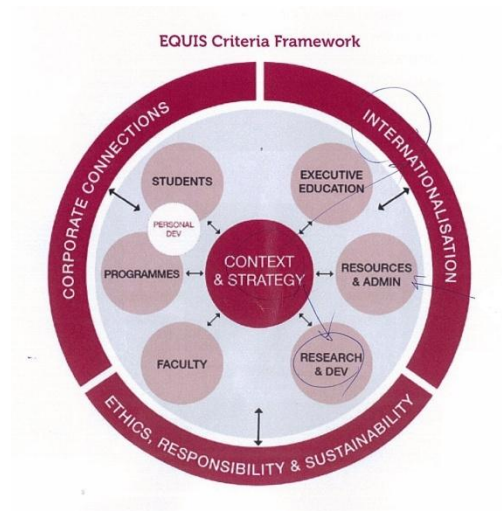 EQUIS Criteria Framework
CORPORATE CONNECTIONS
INTERNATIONALISATION
STUDENTS
EXECUTIVE
EDUCATION
PERSONAL
DEV
PROGRAMMES
CONTEXT
& STRATEGY
RESOURCES
& ADMIN
FACULTY
RESEARCH
& DEV
ETHICS, RESPONSIBILITY & SUSTAINABILITY